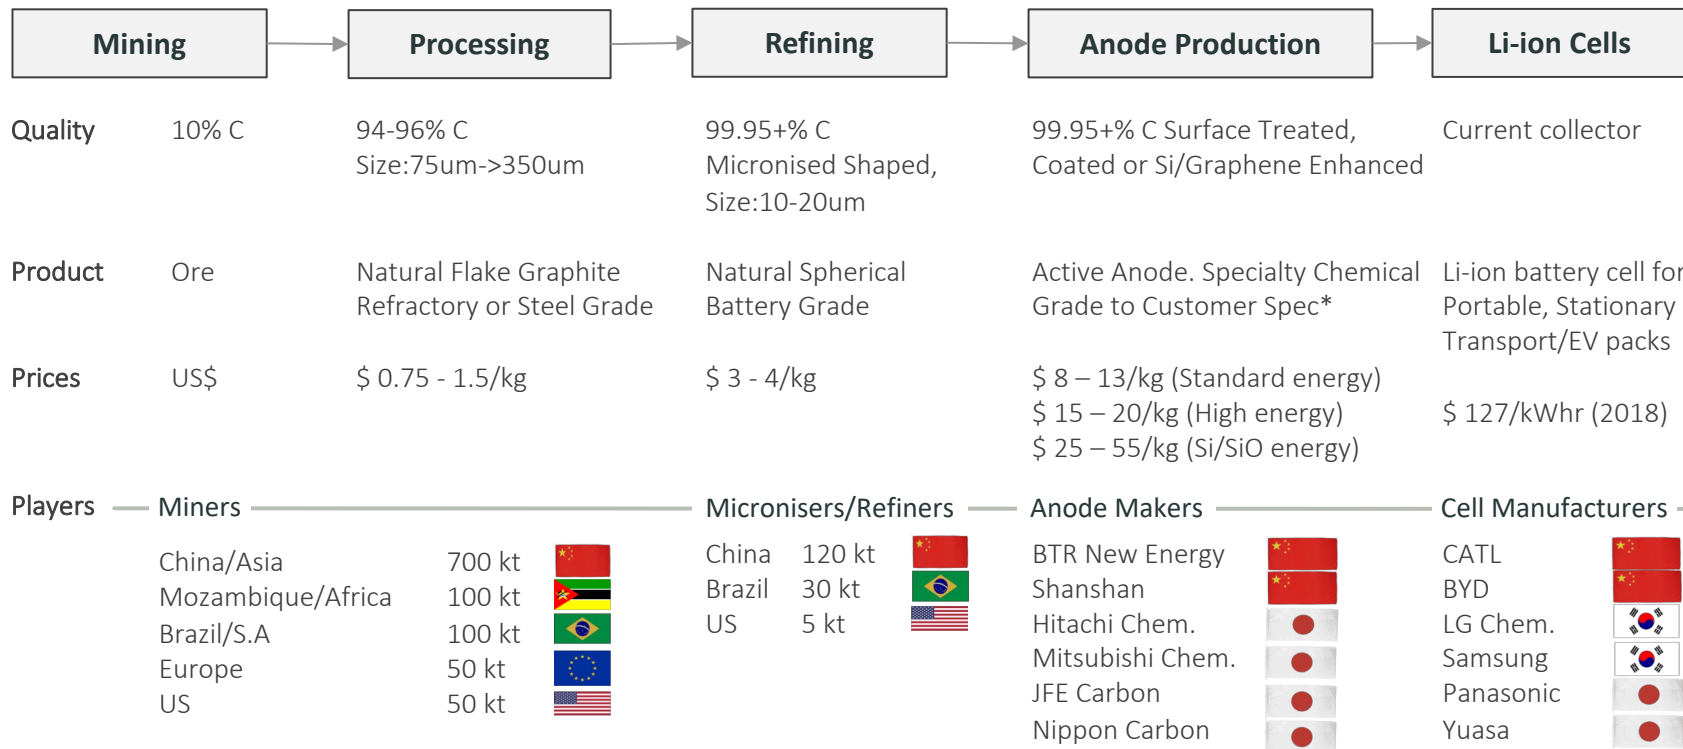 Mining
Processing
Refining
Anode Production
Li-ion Cells
Quality
10% C
94-96% C
Size:75um->350um
99.95+% C
Micronised Shaped,
Size:10-20um
99.95+% C Surface Treated,
Coated or Si/Graphene Enhanced
Current collector
Product
Ore
Natural Flake Graphite
Refractory or Steel Grade
Natural Spherical
Battery Grade
Active Anode. Specialty Chemical
Grade to Customer Spec*
Li-ion battery cell for
Portable, Stationary
Transport/EV packs
Prices
US$
$ 0.75 - 1.5/kg
$ 3 - 4/kg
$ 8 – 13/kg (Standard energy)
$ 15 – 20/kg (High energy)
$ 25 – 55/kg (Si/SiO energy)
$ 127/kWhr (2018)
Players
Miners
China/Asia 700 kt
Mozambique/Africa 100 kt
Brazil/S.A 100 kt
Europe 50 kt
US 50 kt
Micronisers/Refiners
China 120 kt
Brazil 30 kt
US 5 kt
Anode Makers
BTR New Energy
Shanshan
Hitachi Chem.
Mitsubishi Chem.
JFE Carbon
Nippon Carbon
Cell Manufacturers
CATL
BYD
LG Chem.
Samsung
Panasonic
Yuasa